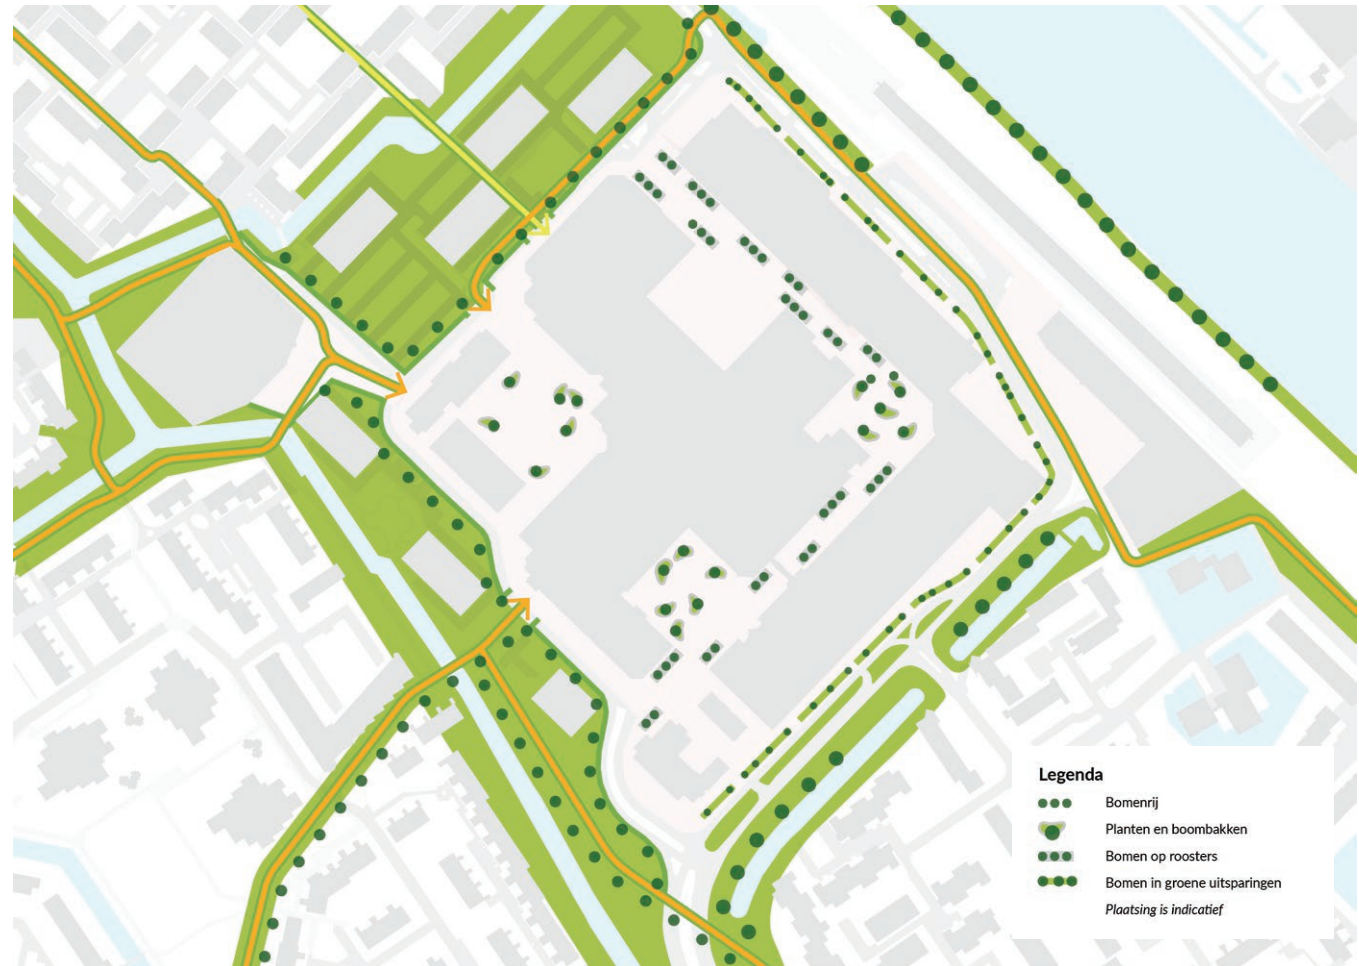 Legenda
Bomenrij
Planten en boombakken
Bomen op roosters
Bomen in groene uitsparingen
Plaatsing is indicatief